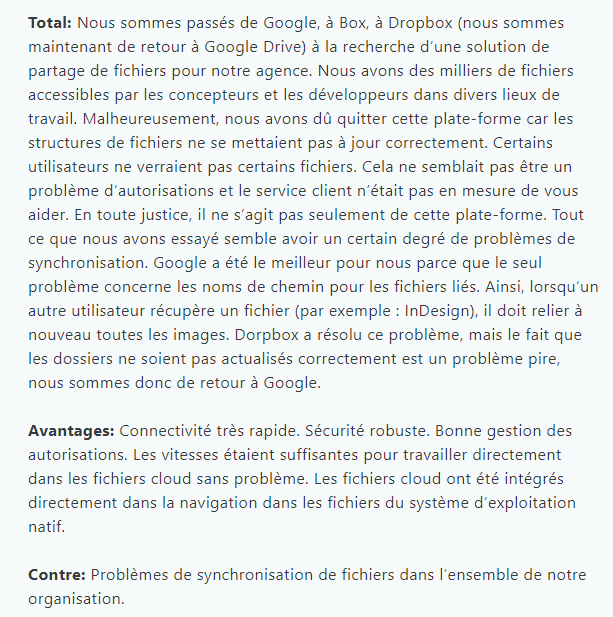 Total: Nous sommes passés de Google, à Box, à Dropbox (nous sommes
maintenant de retour à Google Drive) à la recherche d’une solution de
partage de fichiers pour notre agence. Nous avons des milliers de fichiers
accessibles par les concepteurs et les développeurs dans divers lieux de
travail. Malheureusement, nous avons dû quitter cette plate-forme car les
structures de fichiers ne se mettaient pas à jour correctement. Certains
utilisateurs ne verraient pas certains fichiers. Cela ne semblait pas être un
problème d’autorisations et le service client n’était pas en mesure de vous
aider. En toute justice, il ne s’agit pas seulement de cette plate-forme. Tout
ce que nous avons essayé semble avoir un certain degré de problèmes de
synchronisation. Google a été le meilleur pour nous parce que le seul
problème concerne les noms de chemin pour les fichiers liés. Ainsi, lorsqu’un
autre utilisateur récupère un fichier (par exemple : InDesign), il doit relier à
nouveau toutes les images. Dorpbox a résolu ce problème, mais le fait que
les dossiers ne soient pas actualisés correctement est un problème pire,
nous sommes donc de retour à Google.
Avantages: Connectivité très rapide. Sécurité robuste. Bonne gestion des
autorisations. Les vitesses étaient suffisantes pour travailler directement
dans les fichiers cloud sans problème. Les fichiers cloud ont été intégrés
directement dans la navigation dans les fichiers du système d’exploitation
natif.
Contre: Problèmes de synchronisation de fichiers dans l’ensemble de notre
organisation.